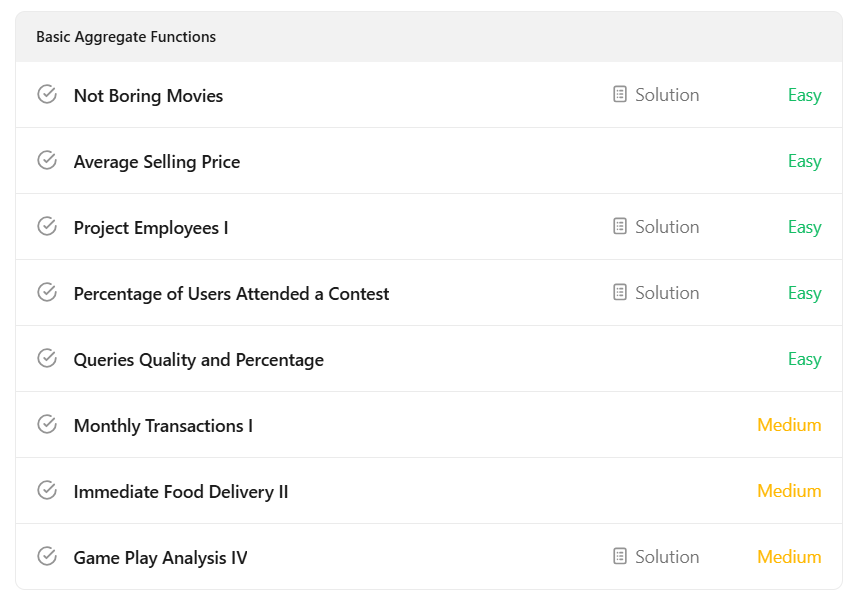 Basic Aggregate Functions
Not Boring Movies Solution Easy
Average Selling Price Easy
Project Employees I Solution Easy
Percentage of Users Attended a Contest Solution Easy
Queries Quality and Percentage Easy
Monthly Transactions I Medium
Immediate Food Delivery II Medium
Game Play Analysis IV Solution Medium